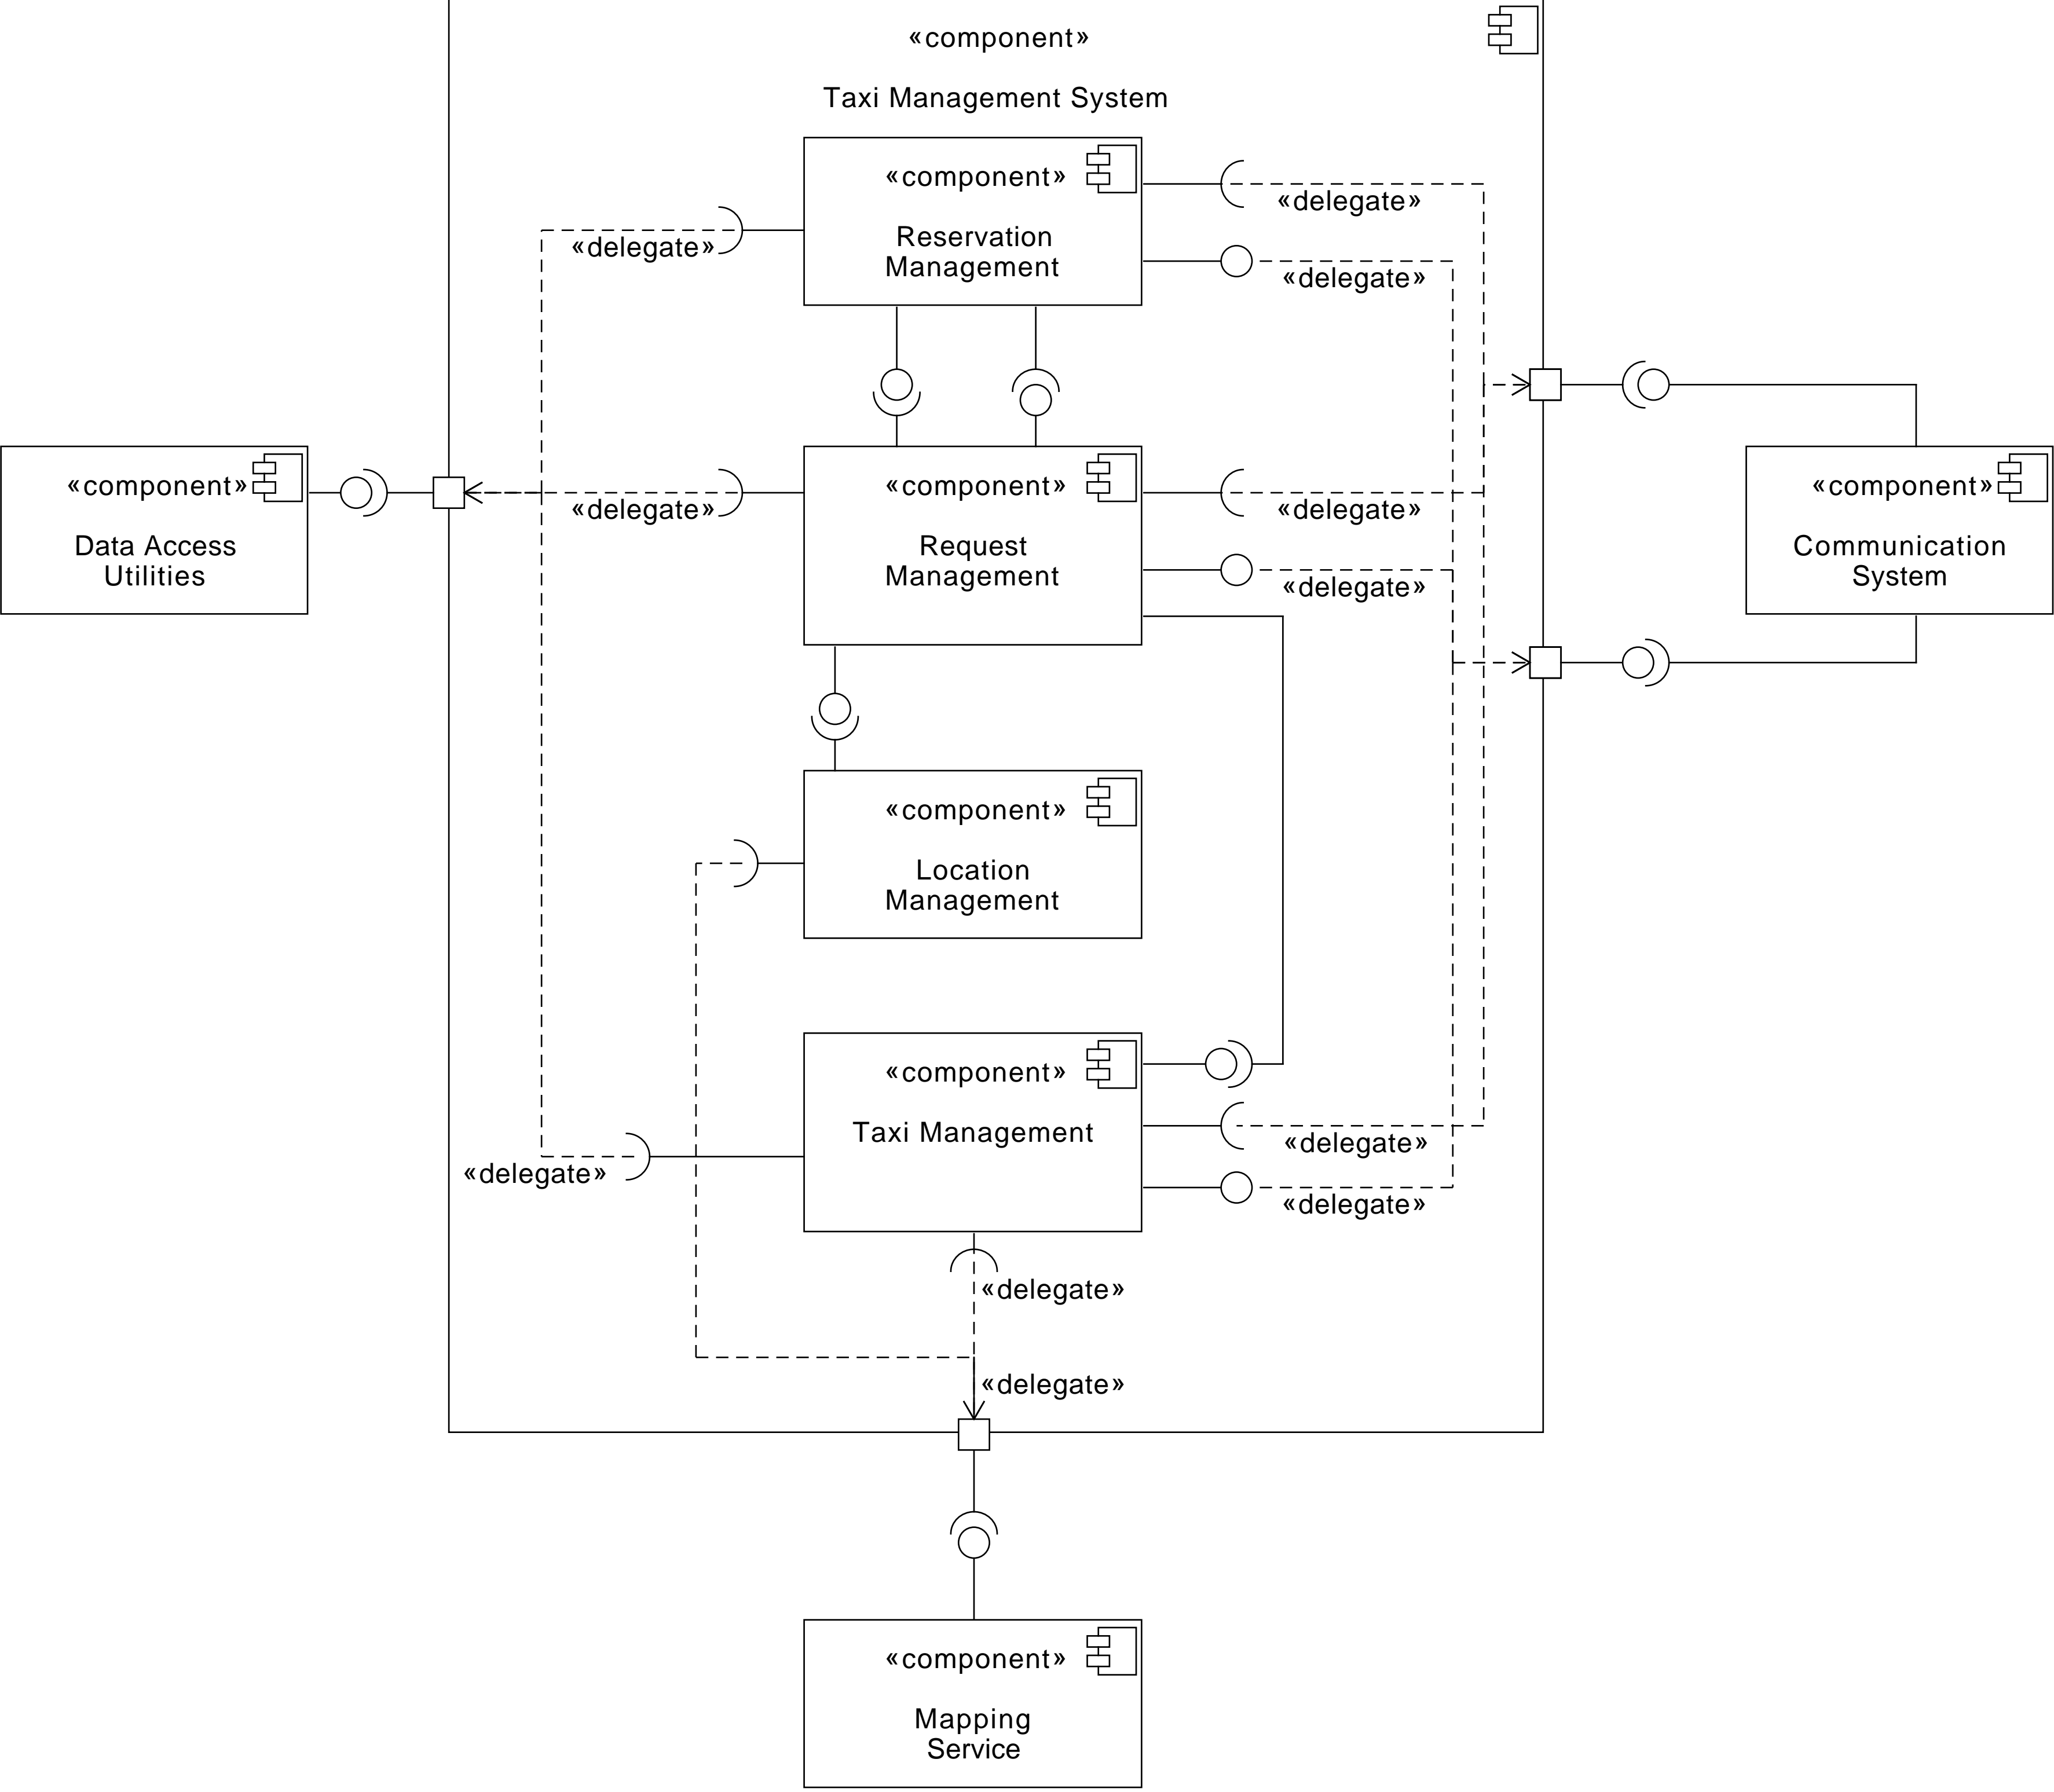 «component»
Taxi Management System
«component»
Reservation
Management
«delegate»
«delegate»
«delegate»
«component»
Data Access
Utilities
«delegate»
«component»
Request
Management
«delegate»
«delegate»
«component»
Communication
System
«component»
Location
Management
«component»
Taxi Management
«delegate»
«delegate»
«delegate»
«delegate»
«delegate»
«component»
Mapping
Service